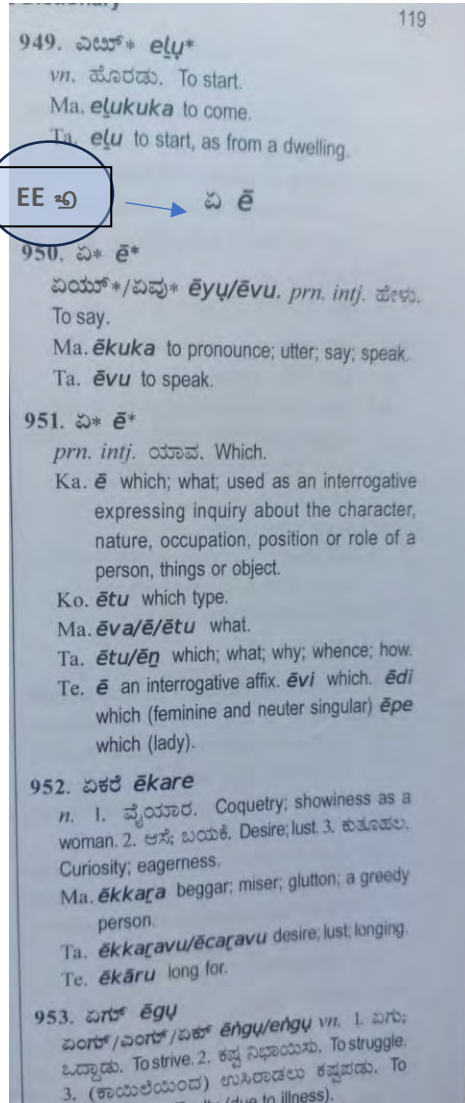 119
949. ಎೞ್* eḻụ*
vn. ಹೊರಡು. To start.
Ma. eḻukuka to come.
Ta. eḻu to start, as from a dwelling.
EE
ಏ ē
950. ಏ* ē*
ಏಯ್*/ಏವು* ēyụ/ēvu. prn. intj. ಹೇಳು.
To say.
Ma. ēkuka to pronounce; utter; say; speak.
Ta. ēvu to speak.
951. ಏ* ē*
prn. intj. ಯಾವ. Which.
Ka. ē which; what; used as an interrogative
expressing inquiry about the character,
nature, occupation, position or role of a
person, things or object.
Ko. ētu which type.
Ma. ēva/ē/ētu what.
Ta. ētu/ēṉ which; what; why; whence; how.
Te. ē an interrogative affix. ēvi which. ēdi
which (feminine and neuter singular) ēpe
which (lady).
952. ಏಕರೆ ēkare
n. 1. ವೈಯಾರ. Coquetry; showiness as a
woman. 2. ಆಸೆ; ಬಯಕೆ. Desire; lust. 3. ಕುತೂಹಲ.
Curiosity; eagerness.
Ma. ēkkaṟa beggar; miser; glutton; a greedy
person.
Ta. ēkkaṟavu/ēcaṟavu desire; lust; longing.
Te. ēkāru long for.
953. ಏಗ್ ēgụ
ಏಂಗ್/ಎಂಗ್/ಏಕ್ ēṅgụ/eṅgụ vn. 1. ಏಗು;
ಒದ್ದಾಡು. To strive. 2. ಕಷ್ಟ ನಿಭಾಯಿಸು. To struggle.
3. (ಕಾಯಿಲೆಯಿಂದ) ಉಸಿರಾಡಲು ಕಷ್ಟಪಡು. To
(due to illness).